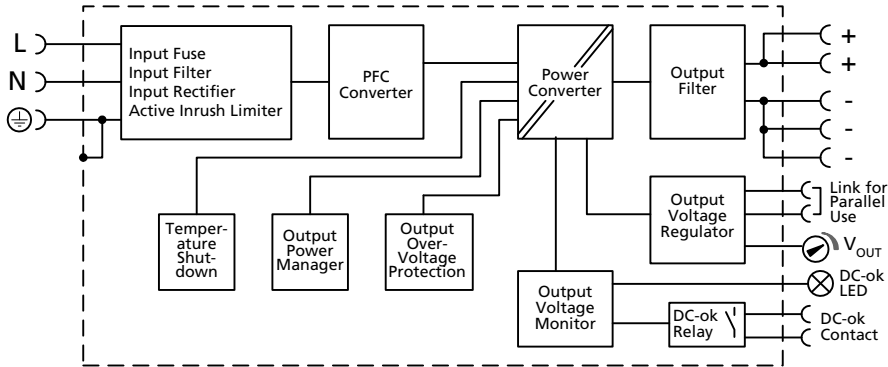 L
N
Input Fuse
Input Filter
Input Rectifier
Active Inrush Limiter
PFC
Converter
Power
Converter
Output
Filter
+
+
-
-
-
Temper-
ature
Shut-
down
Output
Power
Manager
Output
Over-
Voltage
Protection
Output
Voltage
Regulator
Link for
Parallel
Use
VOUT
Output
Voltage
Monitor
DC-ok
LED
DC-ok
Relay
DC-ok
Contact